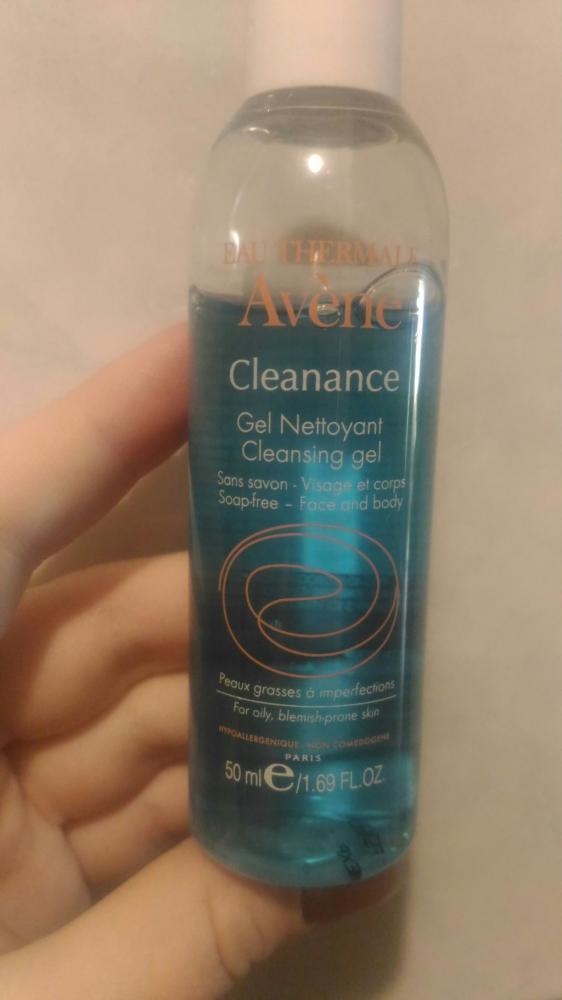 EAU THERMALE
Avène
Cleanance
Gel Nettoyant
Cleansing gel
Sans savon - Visage et corps
Soap-free – Face and body
Peaux grasses à imperfections
For oily, blemish-prone skin
HYPOALLERGENIQUE - NON COMEDOGENE
PARIS
50 ml e/1.69 FL.OZ.